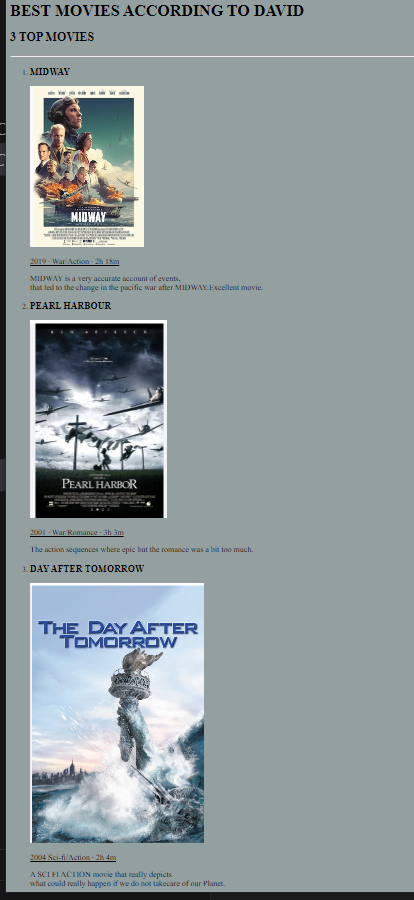 BEST MOVIES ACCORDING TO DAVID
3 TOP MOVIES
1. MIDWAY
MIDWAY
2019 · War/Action · 2h 18m
MIDWAY is a very accurate account of events,
that led to the change in the pacific war after MIDWAY.Excellent movie.
2. PEARL HARBOUR
PEARL HARBOR
2001 · War/Romance · 3h 3m
The action sequences where epic but the romance was a bit too much.
3. DAY AFTER TOMORROW
THE DAY AFTER
TOMORROW
2004 Sci-fi/Action · 2h 4m
A SCI FI ACTION movie that really depicts
what could really happen if we do not takecare of our Planet.